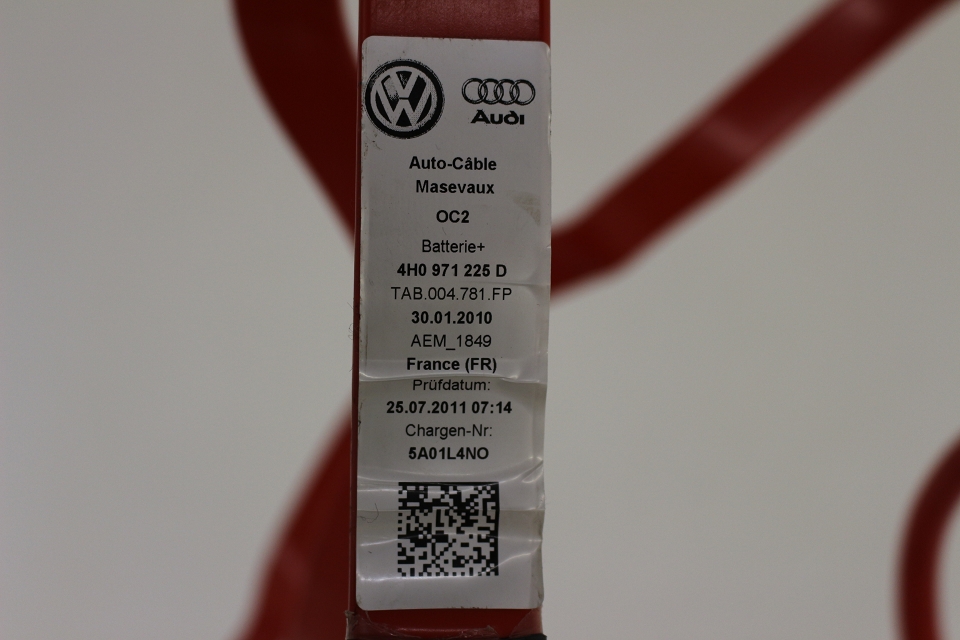 Audi
Auto-Câble
Masevaux
OC2
Batterie+
4H0 971 225 D
TAB.004.781.FP
30.01.2010
AEM_1849
France (FR)
Prüfdatum:
25.07.2011 07:14
Chargen-Nr:
5A01L4NO